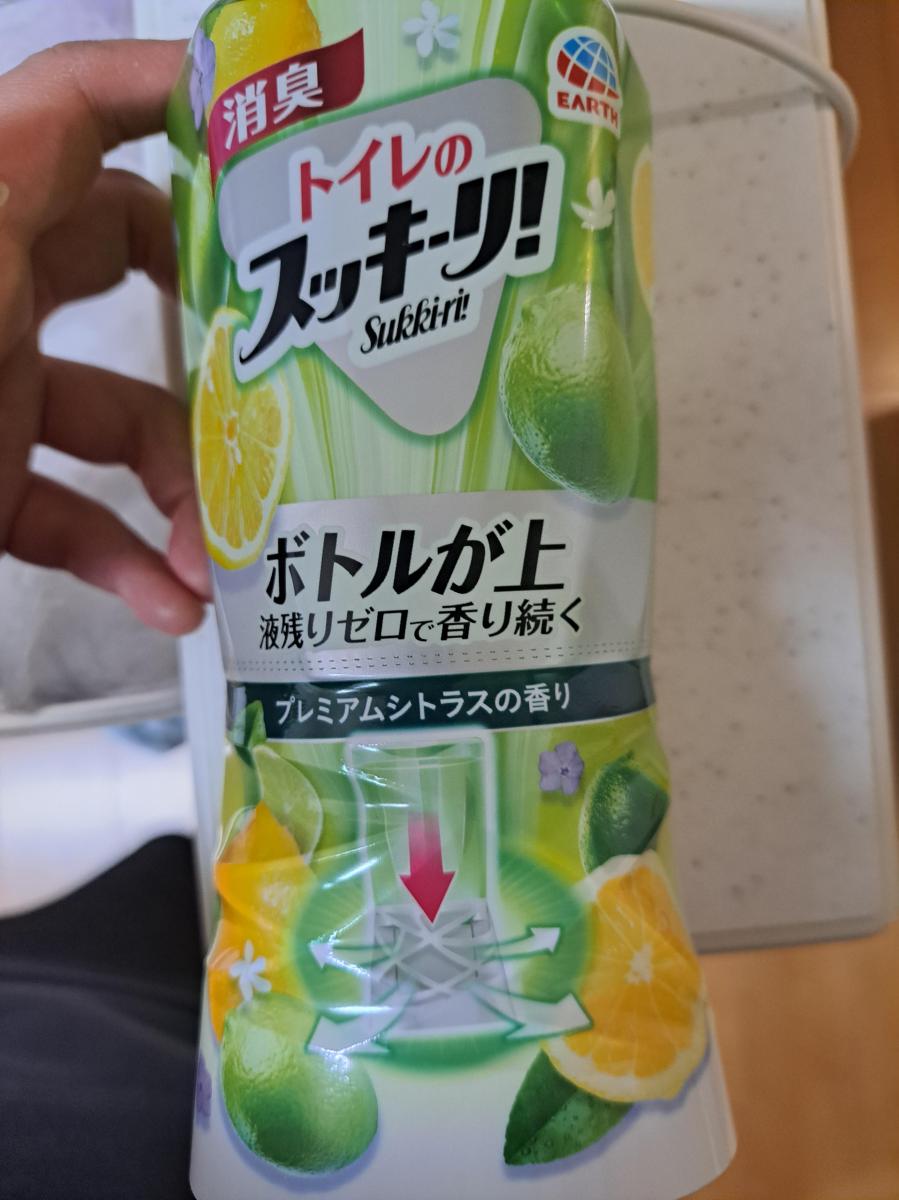 消臭
EARTH
トイレの
スッキーリ!
Sukki-ri!
ボトルが上
液残りゼロで香り続く
プレミアムシトラスの香り